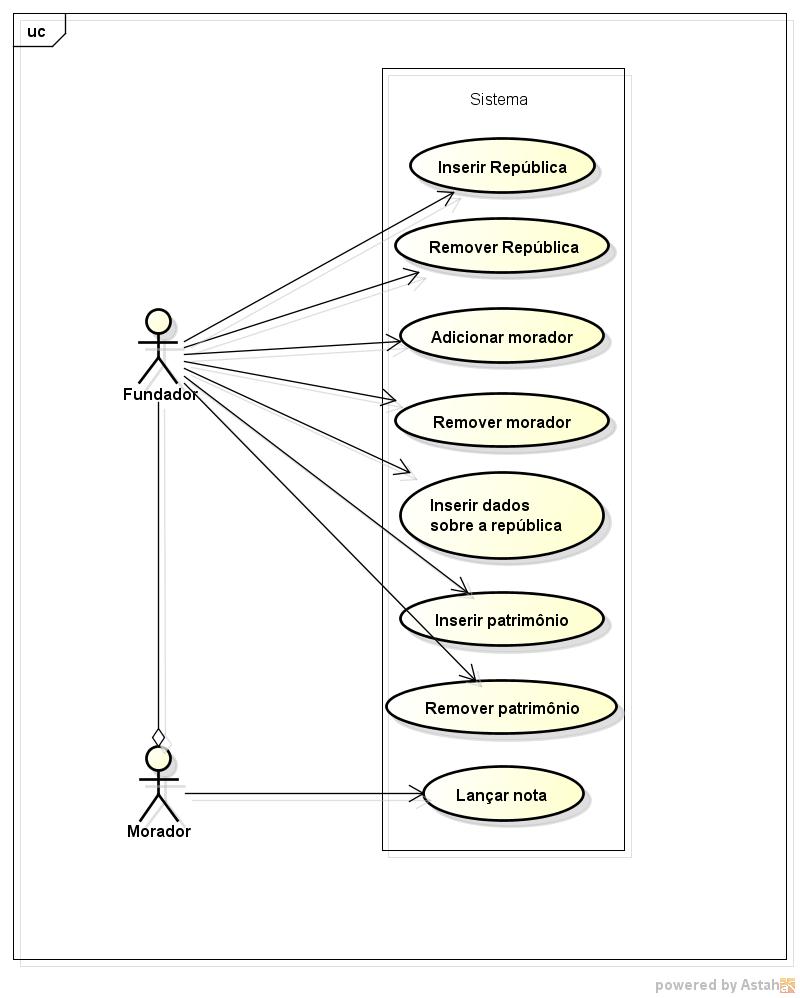 uc
Sistema
Inserir República
Remover República
Adicionar morador
Fundador
Remover morador
Inserir dados
sobre a república
Inserir patrimônio
Remover patrimônio
Lançar nota
Morador
powered by Astah